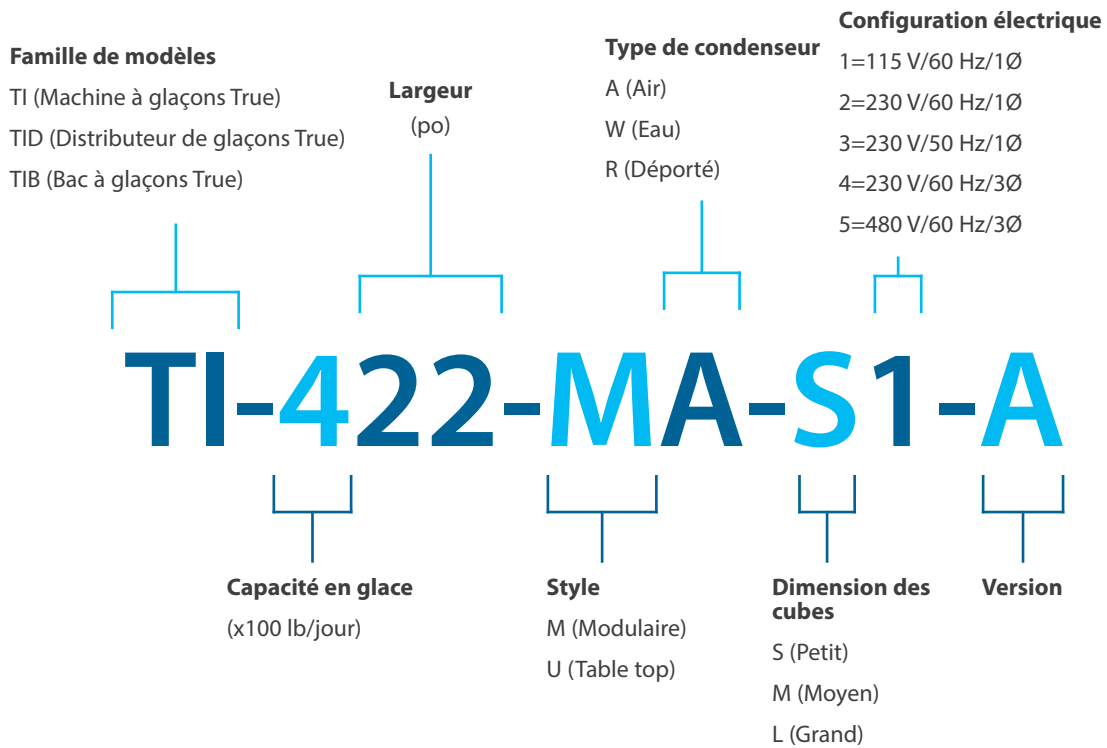 Famille de modèles
TI (Machine à glaçons True)
TID (Distributeur de glaçons True)
TIB (Bac à glaçons True)
Largeur
(po)
Type de condenseur
A (Air)
W (Eau)
R (Déporté)
Configuration électrique
1=115 V/60 Hz/1Ø
2=230 V/60 Hz/1Ø
3=230 V/50 Hz/1Ø
4=230 V/60 Hz/3Ø
5=480 V/60 Hz/3Ø
TI-422-MA-S1-A
Capacité en glace
(x100 lb/jour)
Style
M (Modulaire)
U (Table top)
Dimension des
cubes
S (Petit)
M (Moyen)
L (Grand)
Version